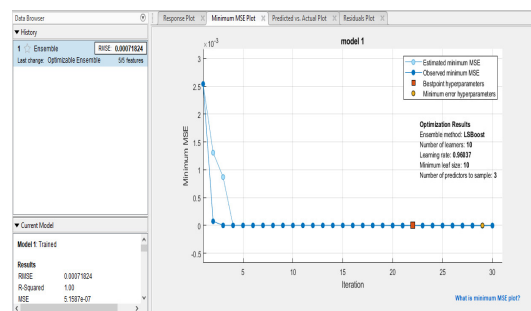 Data Browser
Response Plot
Minimum MSE Plot
Predicted vs. Actual Plot
Residuals Plot
History
1 Ensemble
RMSE: 0.00071824
Last change: Optimizable Ensemble
5/5 features
Current Model
Model 1: Trained
Results
RMSE 0.00071824
R-Squared 1.00
MSE 5.1587e-07
model 1
×10⁻³
3
2.5
2
1.5
1
0.5
0
-0.5
Minimum MSE
5
10
15
20
25
30
Iteration
Estimated minimum MSE
Observed minimum MSE
Bestpoint hyperparameters
Minimum error hyperparameters
Optimization Results
Ensemble method: LSBoost
Number of learners: 10
Learning rate: 0.96037
Minimum leaf size: 10
Number of predictors to sample: 3
What is minimum MSE plot?